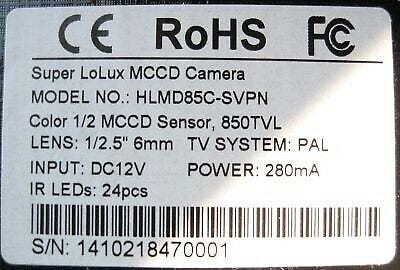 CE RoHS FC
Super LoLux MCCD Camera
MODEL NO.: HLMD85C-SVPN
Color 1/2 MCCD Sensor, 850TVL
LENS: 1/2.5" 6mm TV SYSTEM: PAL
INPUT: DC12V POWER: 280mA
IR LEDs: 24pcs
S/N: 1410218470001